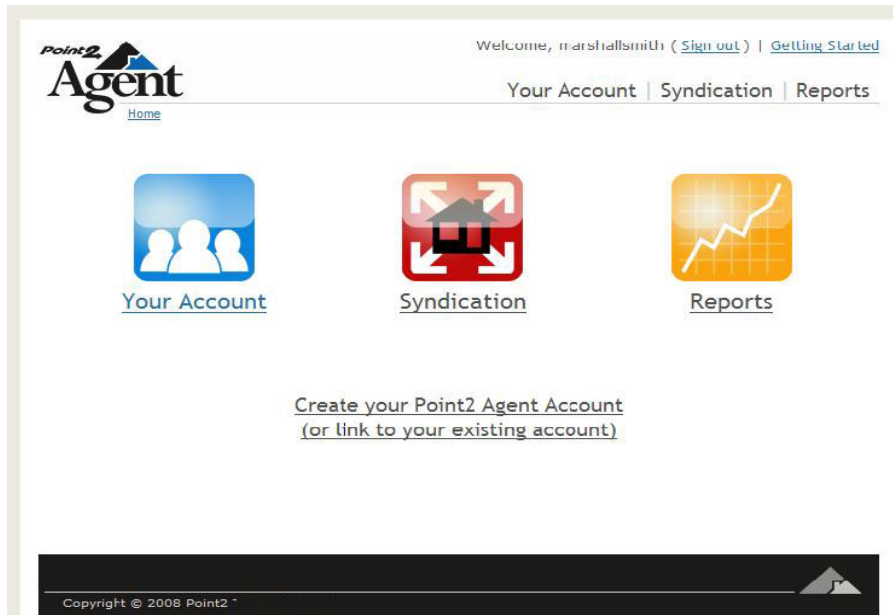 Point2
Agent
Home
Welcome, marshallsmith ( Sign out ) | Getting Started
Your Account | Syndication | Reports
Your Account
Syndication
Reports
Create your Point2 Agent Account
(or link to your existing account)
Copyright © 2008 Point2 ™